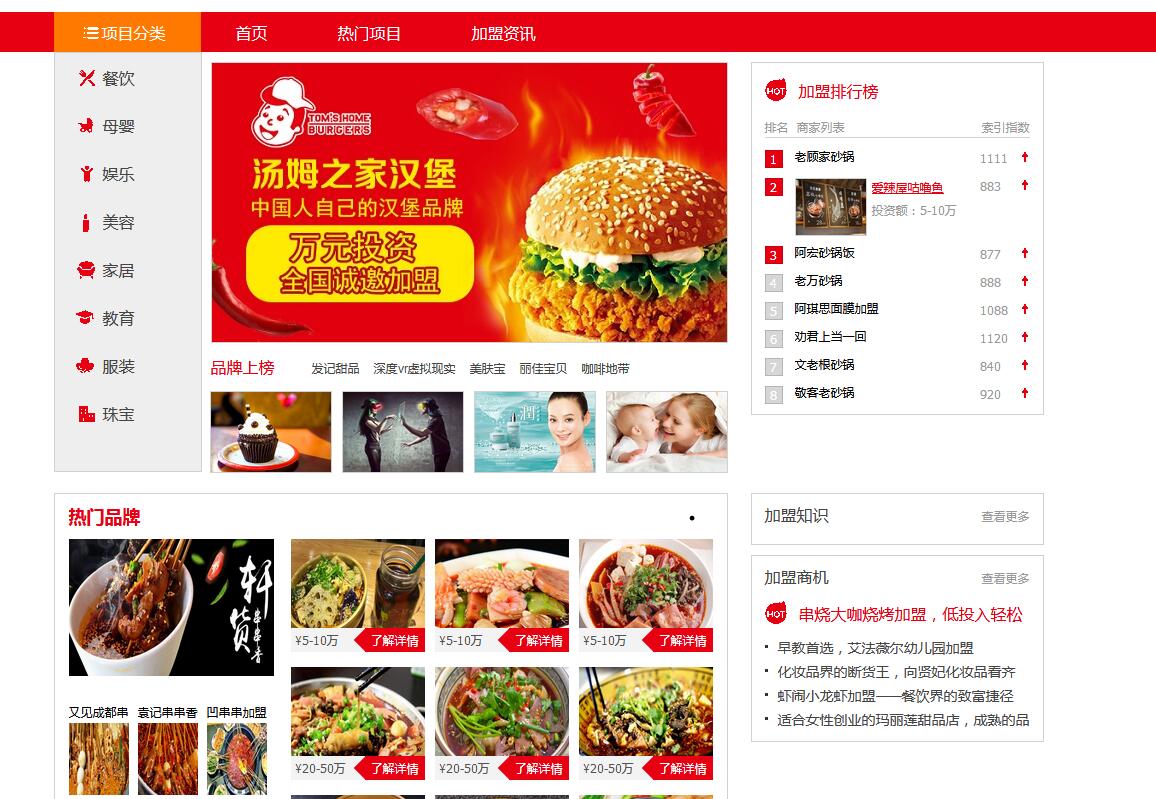 项目分类
首页
热门项目
加盟资讯
餐饮
母婴
娱乐
美容
家居
教育
服装
珠宝
TOM'S HOME
BURGERS
汤姆之家汉堡
中国人自己的汉堡品牌
万元投资
全国诚邀加盟
HOT 加盟排行榜
排名 商家列表 索引指数
1 老顾家砂锅 1111
2 爱辣屋咕噜鱼 883
投资额：5-10万
3 阿宏砂锅饭 877
4 老万砂锅 888
5 阿琪思面膜加盟 1088
6 劝君上当一回 1120
7 文老根砂锅 840
8 敬客老砂锅 920
品牌上榜 发记甜品 深度vr虚拟现实 美肤宝 丽佳宝贝 咖啡地带
潤
热门品牌
轩
货
串串香
¥5-10万 了解详情
¥5-10万 了解详情
¥5-10万 了解详情
又见成都串 袁记串串香 凹串串加盟
¥20-50万 了解详情
¥20-50万 了解详情
¥20-50万 了解详情
加盟知识 查看更多
加盟商机 查看更多
HOT 串烧大咖烧烤加盟，低投入轻松
早教首选，艾法薇尔幼儿园加盟
化妆品界的断货王，向贤妃化妆品看齐
虾闹小龙虾加盟——餐饮界的致富捷径
适合女性创业的玛丽莲甜品店，成熟的品